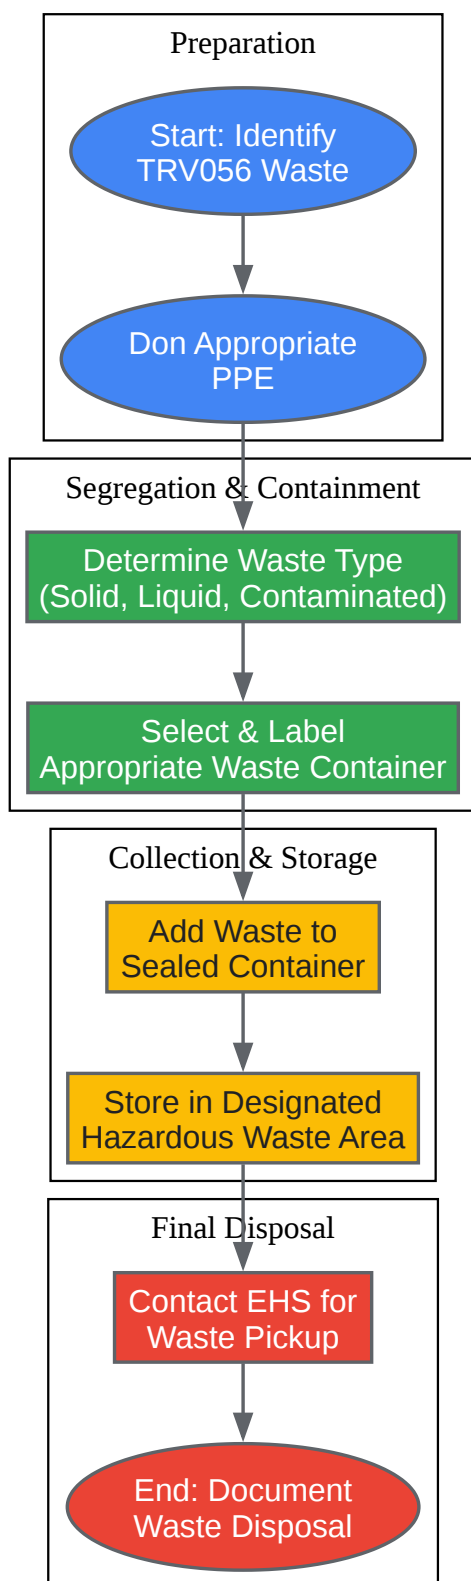 Preparation
Start: Identify
TRV056 Waste
Don Appropriate
PPE
Segregation & Containment
Determine Waste Type
(Solid, Liquid, Contaminated)
Select & Label
Appropriate Waste Container
Collection & Storage
Add Waste to
Sealed Container
Store in Designated
Hazardous Waste Area
Final Disposal
Contact EHS for
Waste Pickup
End: Document
Waste Disposal